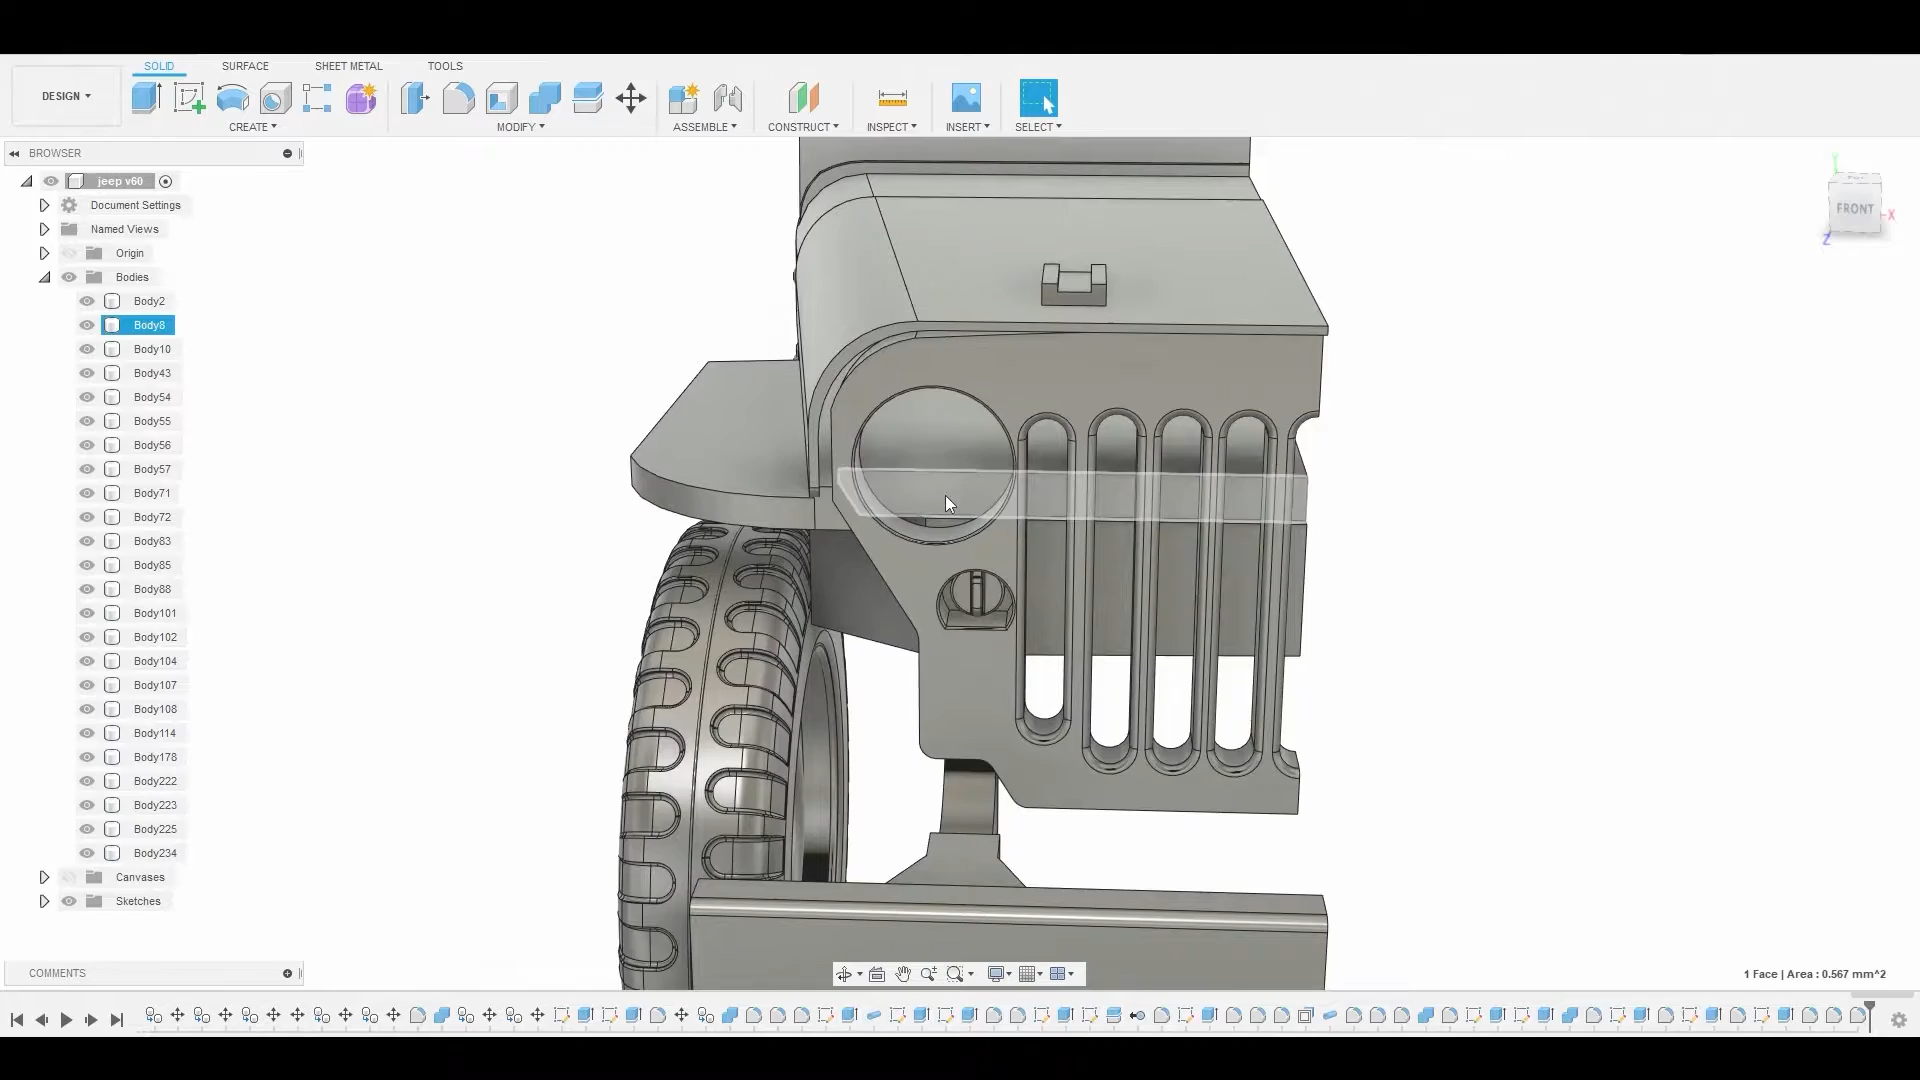 SOLID SURFACE SHEET METAL TOOLS
DESIGN
CREATE MODIFY ASSEMBLE CONSTRUCT INSPECT INSERT SELECT
BROWSER
jeep v60
Document Settings
Named Views
Origin
Bodies
Body2
Body8
Body10
Body43
Body54
Body55
Body56
Body57
Body71
Body72
Body83
Body85
Body88
Body101
Body102
Body104
Body107
Body108
Body114
Body178
Body222
Body223
Body225
Body234
Canvases
Sketches
COMMENTS
Y
TOP
FRONT
X
Z
1 Face | Area : 0.567 mm^2